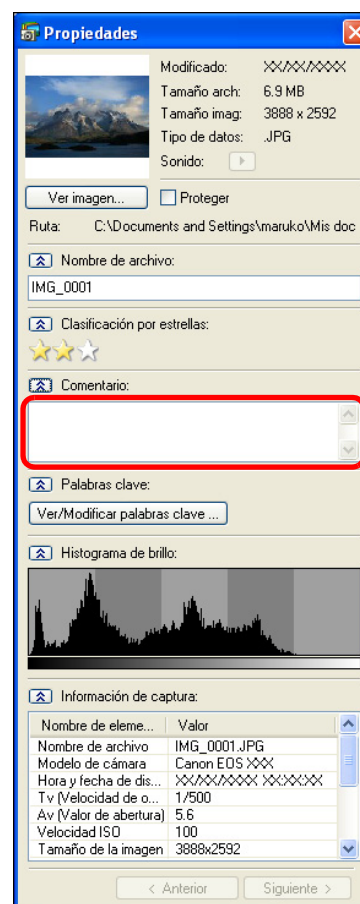 Propiedades
Modificado: XX/XX/XXXX
Tamaño arch: 6.9 MB
Tamaño imag: 3888 x 2592
Tipo de datos: .JPG
Sonido:
Ver imagen... Proteger
Ruta: C:\Documents and Settings\maruko\Mis doc
Nombre de archivo:
IMG_0001
Clasificación por estrellas:
Comentario:
Palabras clave:
Ver/Modificar palabras clave ...
Histograma de brillo:
Información de captura:
Nombre de eleme... Valor
Nombre de archivo IMG_0001.JPG
Modelo de cámara Canon EOS XXX
Hora y fecha de dis... XX/XX/XXXX XX:XX:XX
Tv (Velocidad de o... 1/500
Av (Valor de abertura) 5.6
Velocidad ISO 100
Tamaño de la imagen 3888x2592
< Anterior Siguiente >